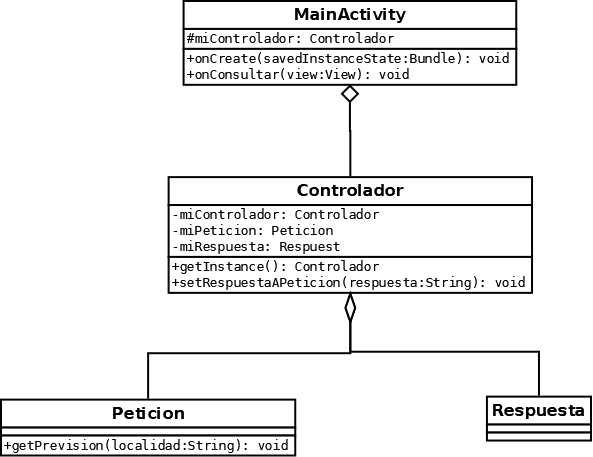 MainActivity
#miControlador: Controlador
+onCreate(savedInstanceState:Bundle): void
+onConsultar(view:View): void
Controlador
-miControlador: Controlador
-miPeticion: Peticion
-miRespuesta: Respuest
+getInstance(): Controlador
+setRespuestaAPeticion(respuesta:String): void
Peticion
+getPrevision(localidad:String): void
Respuesta